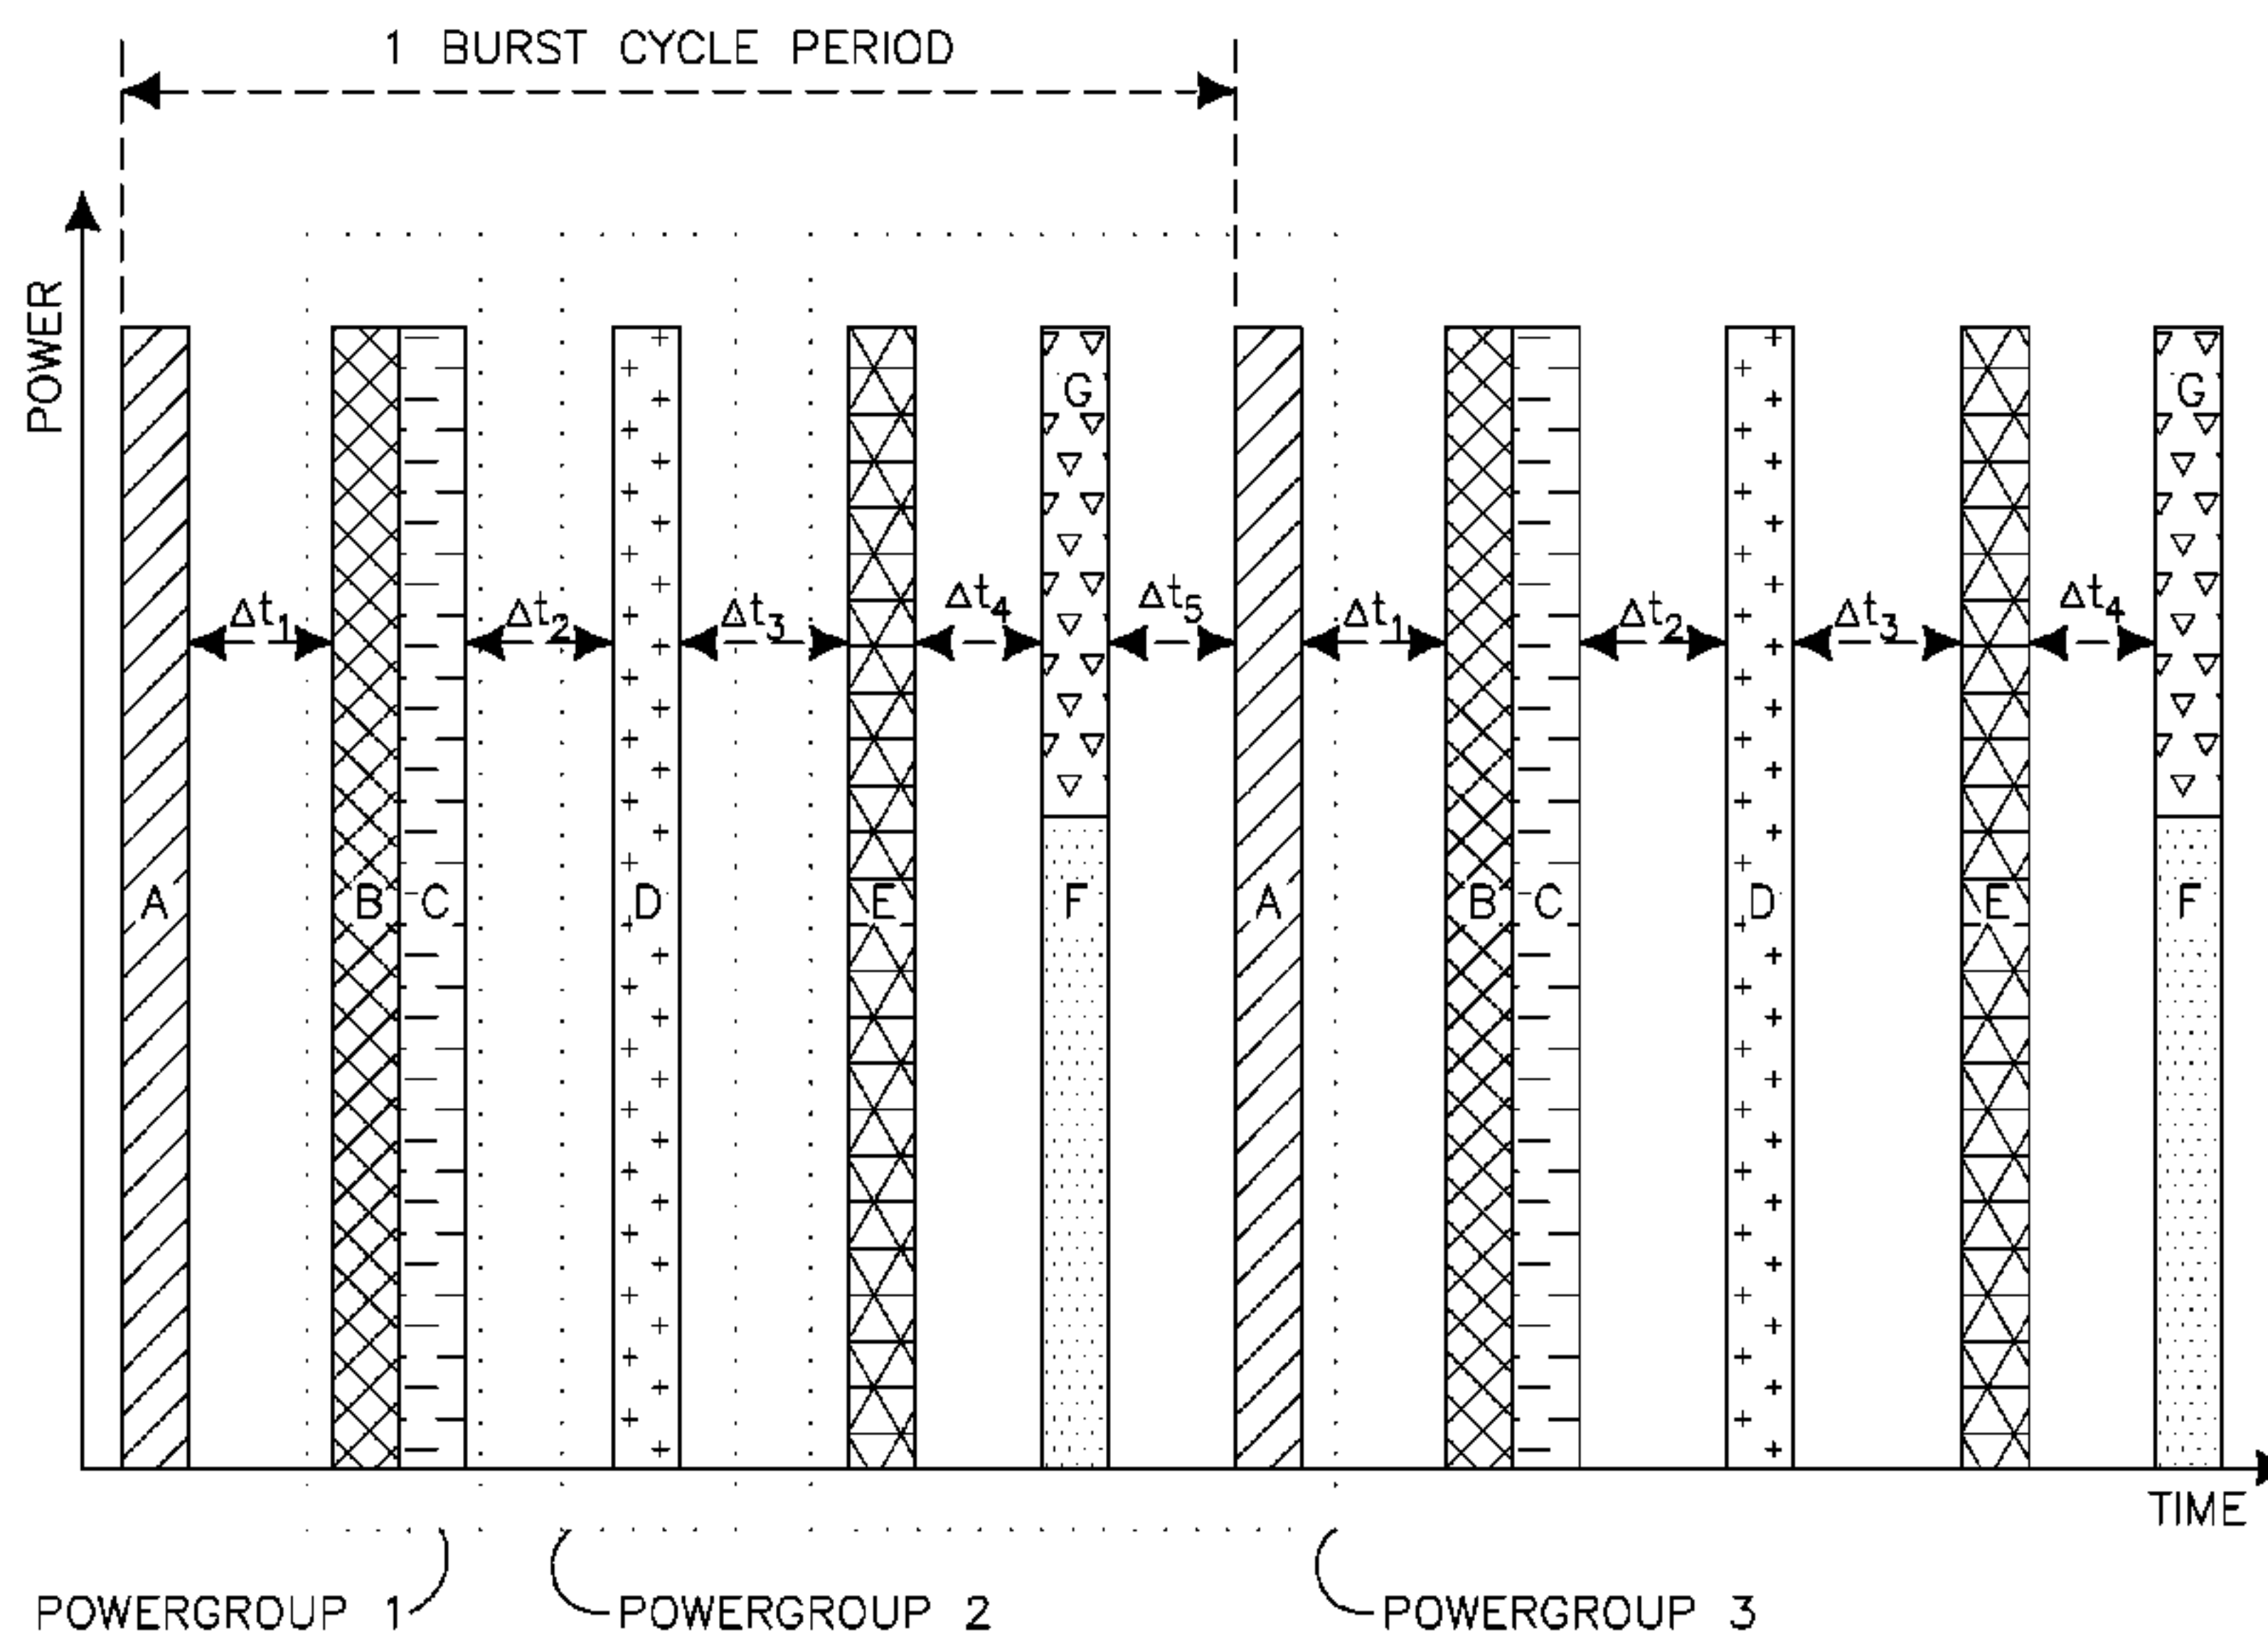 1 BURST CYCLE PERIOD
POWER
G
G
Δt₁
Δt₂
Δt₃
Δt₄
Δt₅
Δt₁
Δt₂
Δt₃
Δt₄
A
B
C
D
E
F
A
B
C
D
E
F
TIME
POWERGROUP 1
POWERGROUP 2
POWERGROUP 3